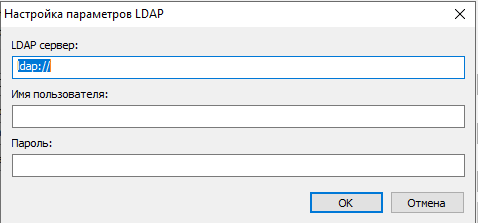 Настройка параметров LDAP
LDAP сервер:
ldap://
Имя пользователя:
Пароль:
OK
Отмена